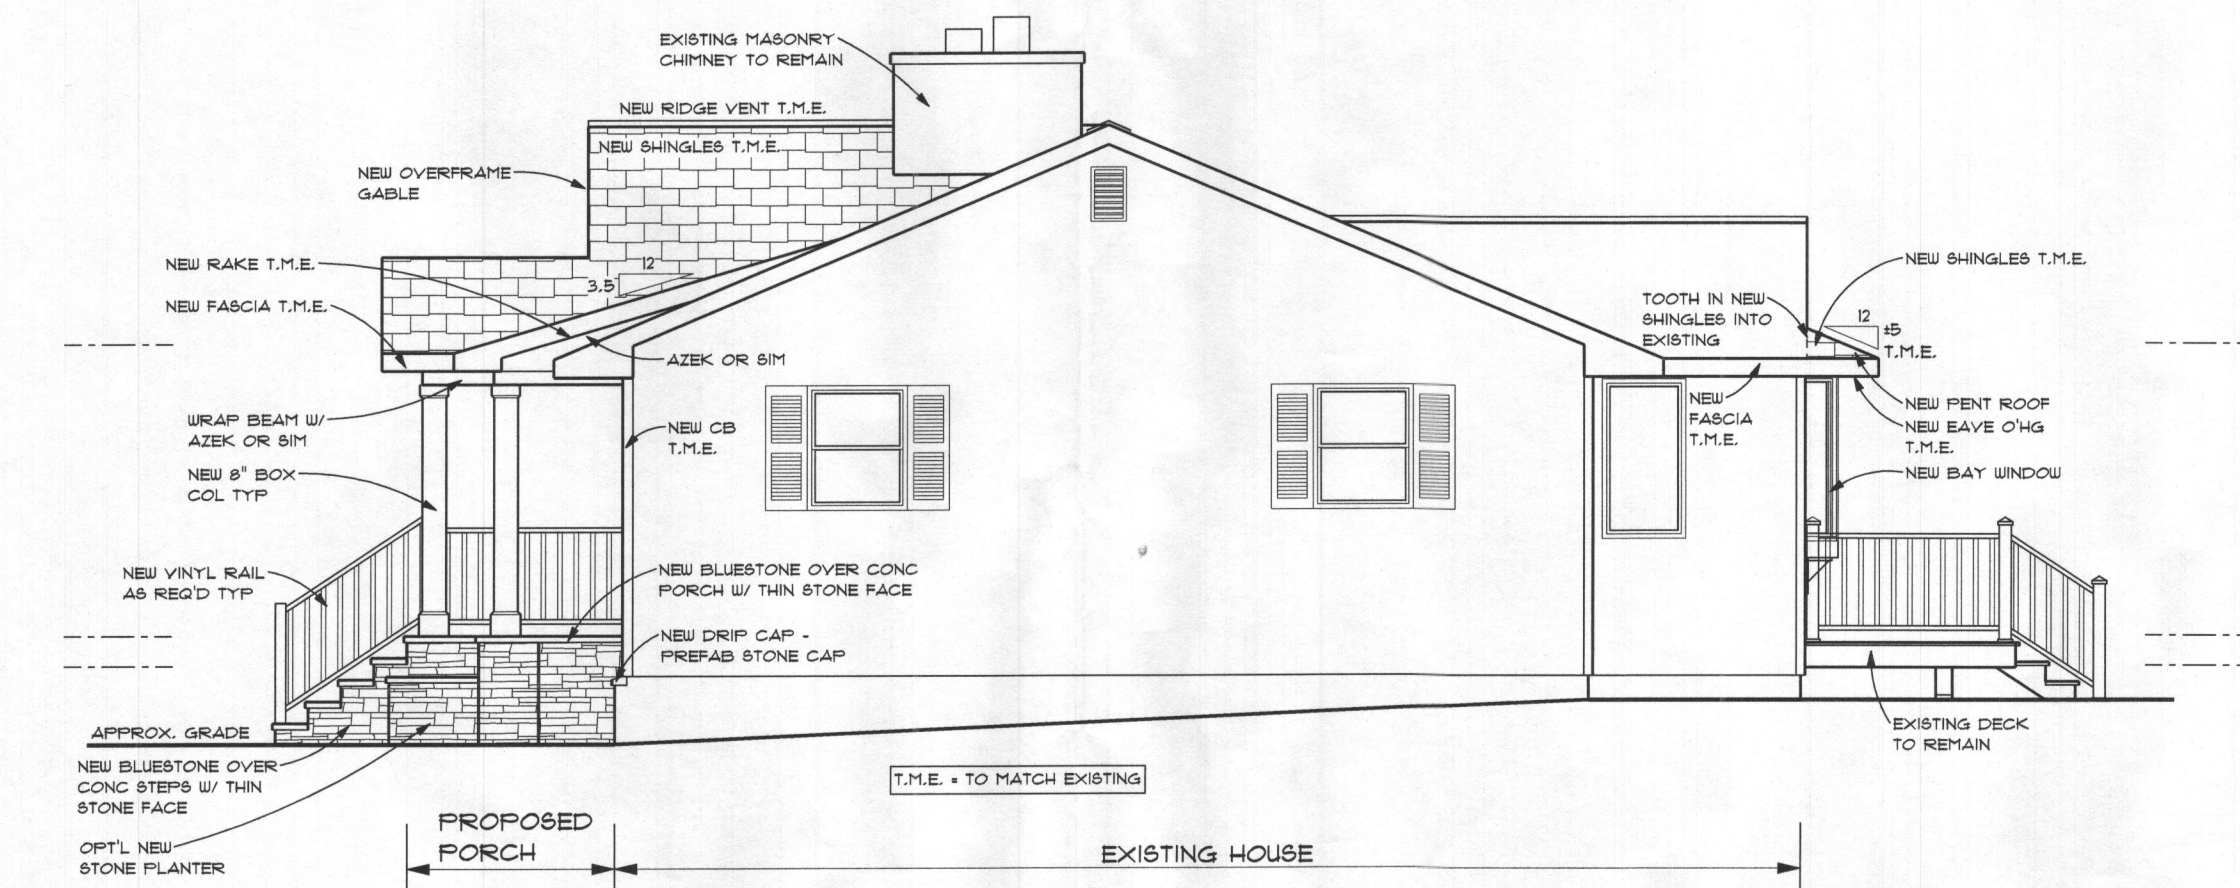 EXISTING MASONRY
CHIMNEY TO REMAIN
NEW RIDGE VENT T.M.E.
NEW SHINGLES T.M.E.
NEW OVERFRAME
GABLE
NEW RAKE T.M.E.
12
3.5
NEW FASCIA T.M.E.
AZEK OR SIM
WRAP BEAM W/
AZEK OR SIM
NEW CB
T.M.E.
NEW 8" BOX
COL TYP
NEW VINYL RAIL
AS REQ'D TYP
NEW BLUESTONE OVER CONC
PORCH W/ THIN STONE FACE
NEW DRIP CAP -
PREFAB STONE CAP
APPROX. GRADE
NEW BLUESTONE OVER
CONC STEPS W/ THIN
STONE FACE
OPT'L NEW
STONE PLANTER
PROPOSED
PORCH
T.M.E. = TO MATCH EXISTING
EXISTING HOUSE
NEW SHINGLES T.M.E.
TOOTH IN NEW
SHINGLES INTO
EXISTING
12
±5
T.M.E.
NEW
FASCIA
T.M.E.
NEW PENT ROOF
NEW EAVE O'HG
T.M.E.
NEW BAY WINDOW
EXISTING DECK
TO REMAIN